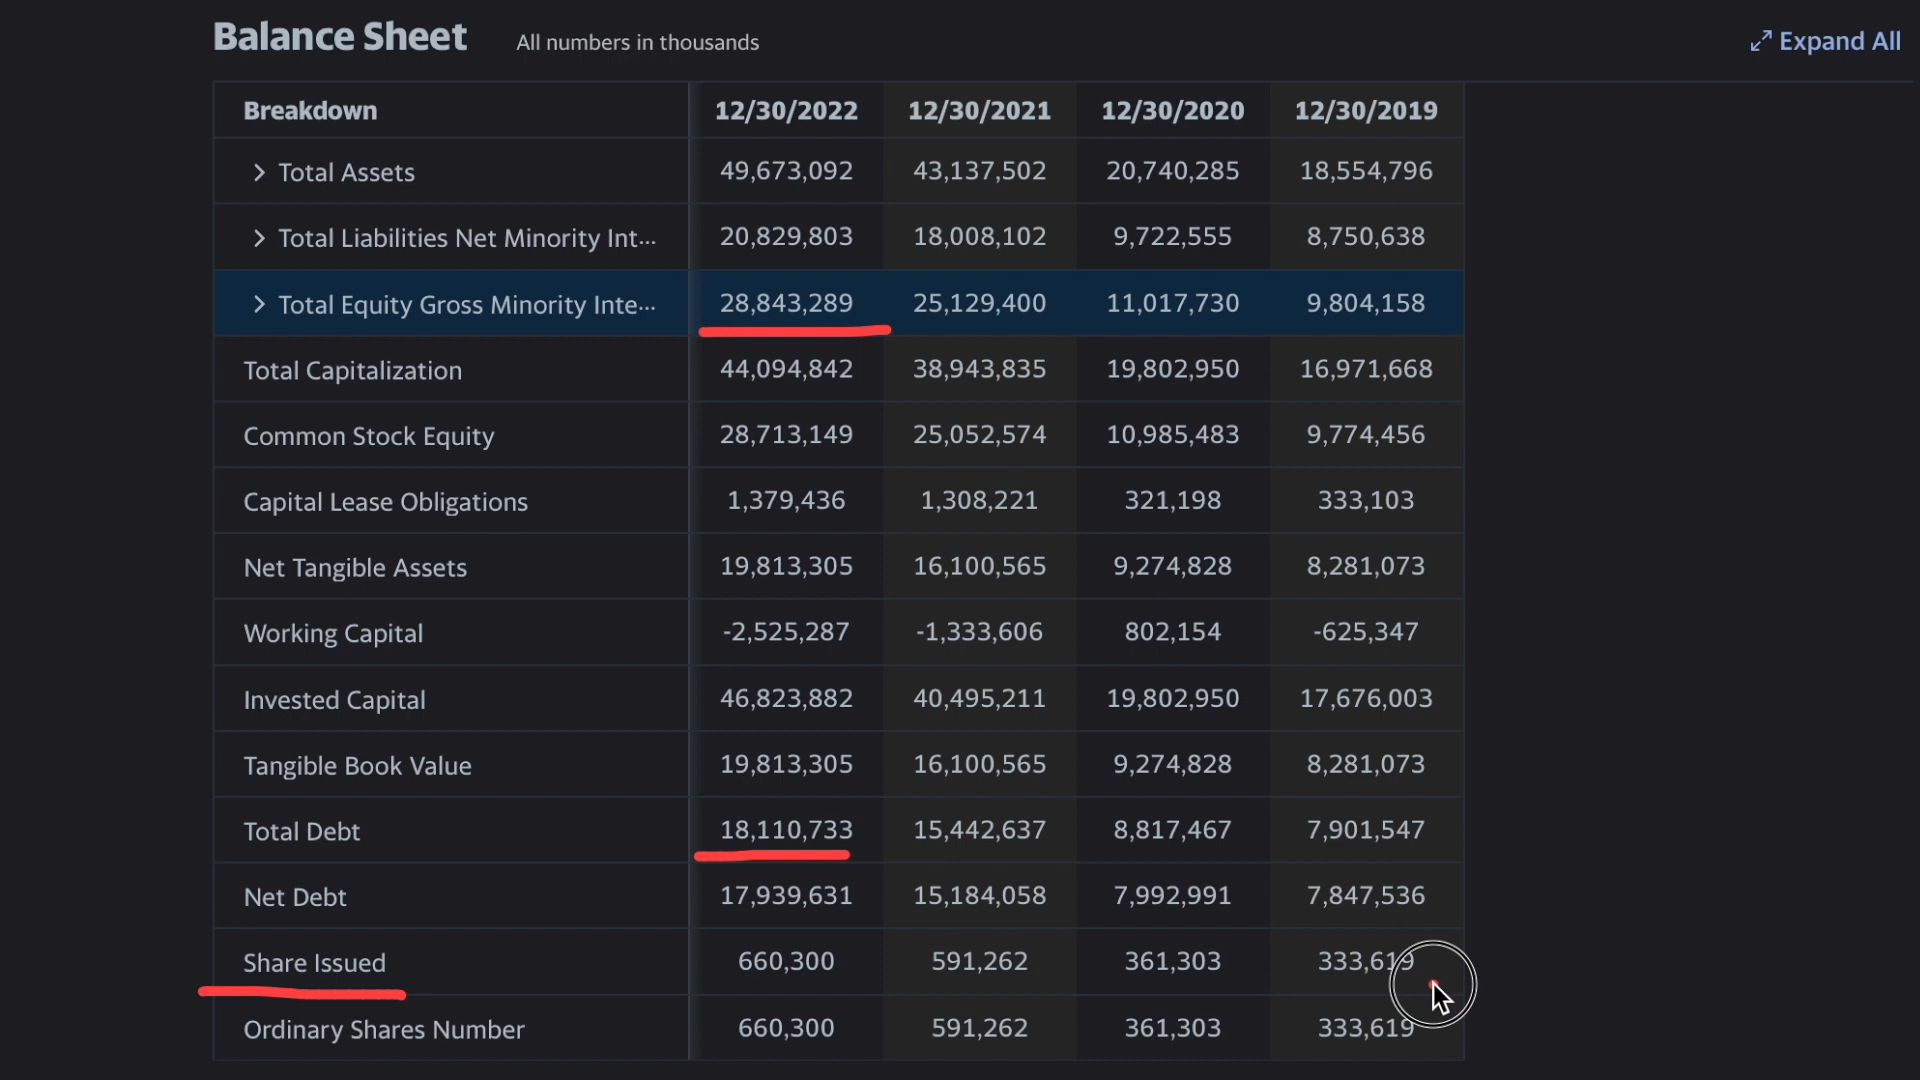 Balance Sheet All numbers in thousands Expand All
Breakdown 12/30/2022 12/30/2021 12/30/2020 12/30/2019
Total Assets 49,673,092 43,137,502 20,740,285 18,554,796
Total Liabilities Net Minority Int... 20,829,803 18,008,102 9,722,555 8,750,638
Total Equity Gross Minority Inte... 28,843,289 25,129,400 11,017,730 9,804,158
Total Capitalization 44,094,842 38,943,835 19,802,950 16,971,668
Common Stock Equity 28,713,149 25,052,574 10,985,483 9,774,456
Capital Lease Obligations 1,379,436 1,308,221 321,198 333,103
Net Tangible Assets 19,813,305 16,100,565 9,274,828 8,281,073
Working Capital -2,525,287 -1,333,606 802,154 -625,347
Invested Capital 46,823,882 40,495,211 19,802,950 17,676,003
Tangible Book Value 19,813,305 16,100,565 9,274,828 8,281,073
Total Debt 18,110,733 15,442,637 8,817,467 7,901,547
Net Debt 17,939,631 15,184,058 7,992,991 7,847,536
Share Issued 660,300 591,262 361,303 333,619
Ordinary Shares Number 660,300 591,262 361,303 333,619